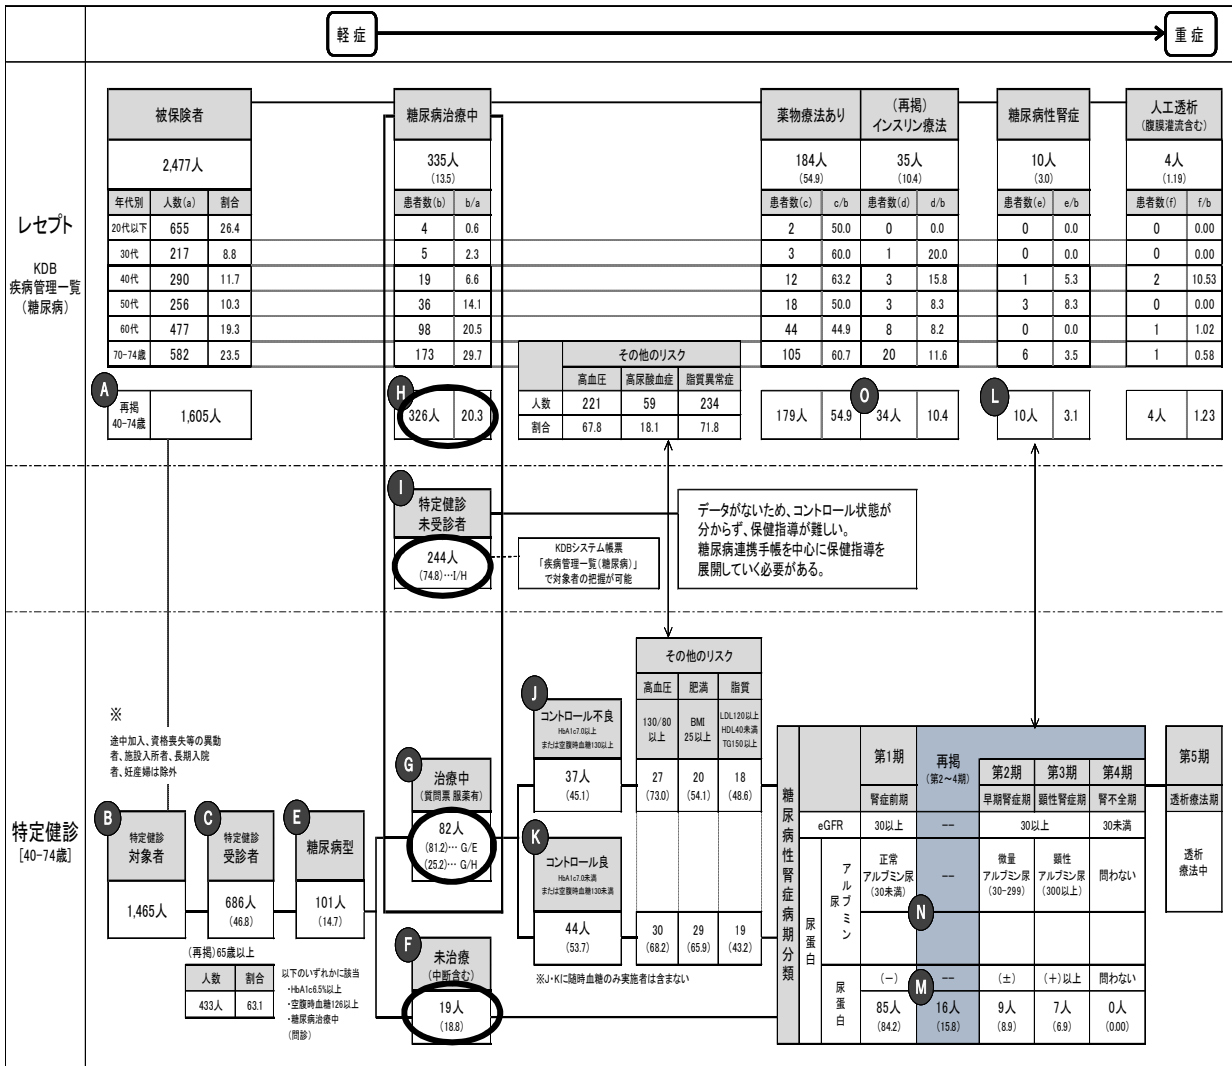 軽症
重症
レセプト
KDB
疾病管理一覧
(糖尿病)
被保険者
2,477人
年代別 人数(a) 割合
20代以下 655 26.4
30代 217 8.8
40代 290 11.7
50代 256 10.3
60代 477 19.3
70-74歳 582 23.5
A
再掲
40-74歳
1,605人
糖尿病治療中
335人
(13.5)
患者数(b) b/a
4 0.6
5 2.3
19 6.6
36 14.1
98 20.5
173 29.7
H
326人 20.3
その他のリスク
高血圧 高尿酸血症 脂質異常症
人数 221 59 234
割合 67.8 18.1 71.8
薬物療法あり
184人
(54.9)
患者数(c) c/b
2 50.0
3 60.0
12 63.2
18 50.0
44 44.9
105 60.7
179人 54.9
(再掲)
インスリン療法
35人
(10.4)
患者数(d) d/b
0 0.0
1 20.0
3 15.8
3 8.3
8 8.2
20 11.6
O
34人 10.4
糖尿病性腎症
10人
(3.0)
患者数(e) e/b
0 0.0
0 0.0
1 5.3
3 8.3
0 0.0
6 3.5
L
10人 3.1
人工透析
(腹膜灌流含む)
4人
(1.19)
患者数(f) f/b
0 0.00
0 0.00
2 10.53
0 0.00
1 1.02
1 0.58
4人 1.23
I
特定健診
未受診者
244人
(74.8)…I/H
KDBシステム帳票
「疾病管理一覧(糖尿病)」
で対象者の把握が可能
データがないため、コントロール状態が
分からず、保健指導が難しい。
糖尿病連携手帳を中心に保健指導を
展開していく必要がある。
特定健診
[40-74歳]
※
途中加入、資格喪失等の異動
者、施設入所者、長期入院
者、妊産婦は除外
B
特定健診
対象者
1,465人
C
特定健診
受診者
686人
(46.8)
(再掲)65歳以上
人数 割合
433人 63.1
E
糖尿病型
101人
(14.7)
以下のいずれかに該当
・HbA1c6.5%以上
・空腹時血糖126以上
・糖尿病治療中
(問診)
G
治療中
(質問票 服薬有)
82人
(81.2)… G/E
(25.2)… G/H
F
未治療
(中断含む)
19人
(18.8)
J
コントロール不良
HbA1c7.0以上
または空腹時血糖130以上
37人
(45.1)
K
コントロール良
HbA1c7.0未満
または空腹時血糖130未満
44人
(53.7)
※J・Kに随時血糖のみ実施者は含まない
その他のリスク
高血圧 肥満 脂質
130/80
以上
BMI
25以上
LDL120以上
HDL40未満
TG150以上
27 20 18
(73.0) (54.1) (48.6)
30 29 19
(68.2) (65.9) (43.2)
糖尿病性腎症病期分類
第1期 再掲
(第2~4期)
第2期 第3期 第4期 第5期
腎症前期 早期腎症期 顕性腎症期 腎不全期 透析療法期
eGFR 30以上 -- 30以上 30未満
透析
療法中
尿蛋白
尿アルブミン
正常
アルブミン尿
(30未満)
--
微量
アルブミン尿
(30-299)
顕性
アルブミン尿
(300以上)
問わない
N
尿蛋白
(-) -- (±) (+)以上 問わない
M
85人 16人 9人 7人 0人
(84.2) (15.8) (8.9) (6.9) (0.00)